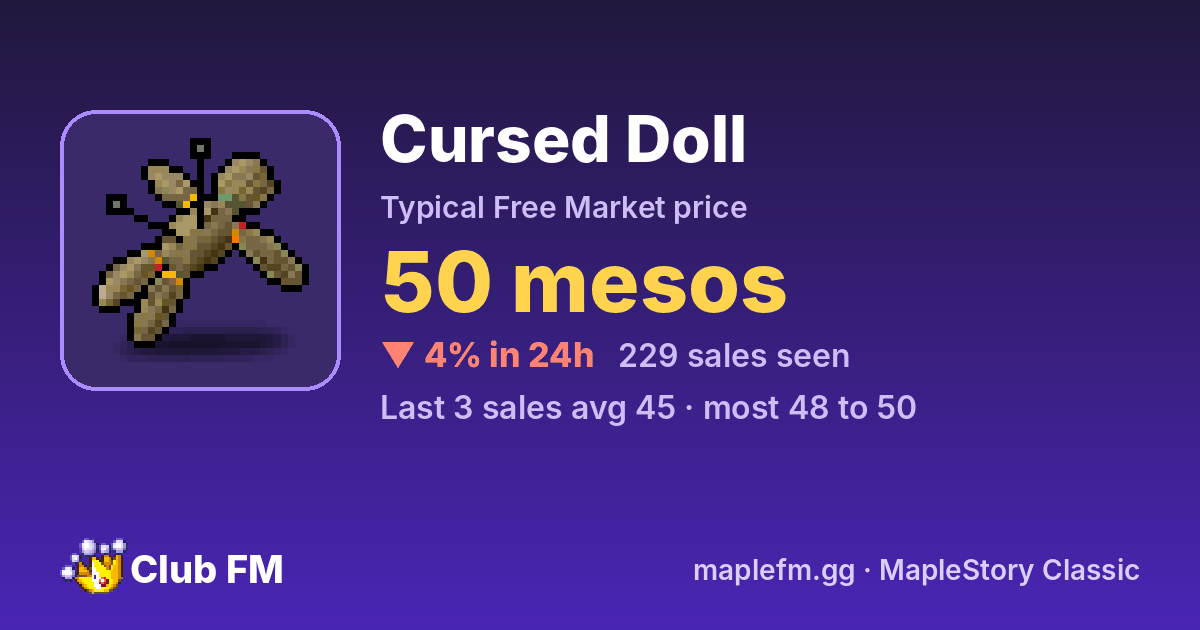 Cursed Doll
Typical Free Market price
50 mesos
▼ 4% in 24h 229 sales seen
Last 3 sales avg 45 · most 48 to 50
Club FM
maplefm.gg · MapleStory Classic